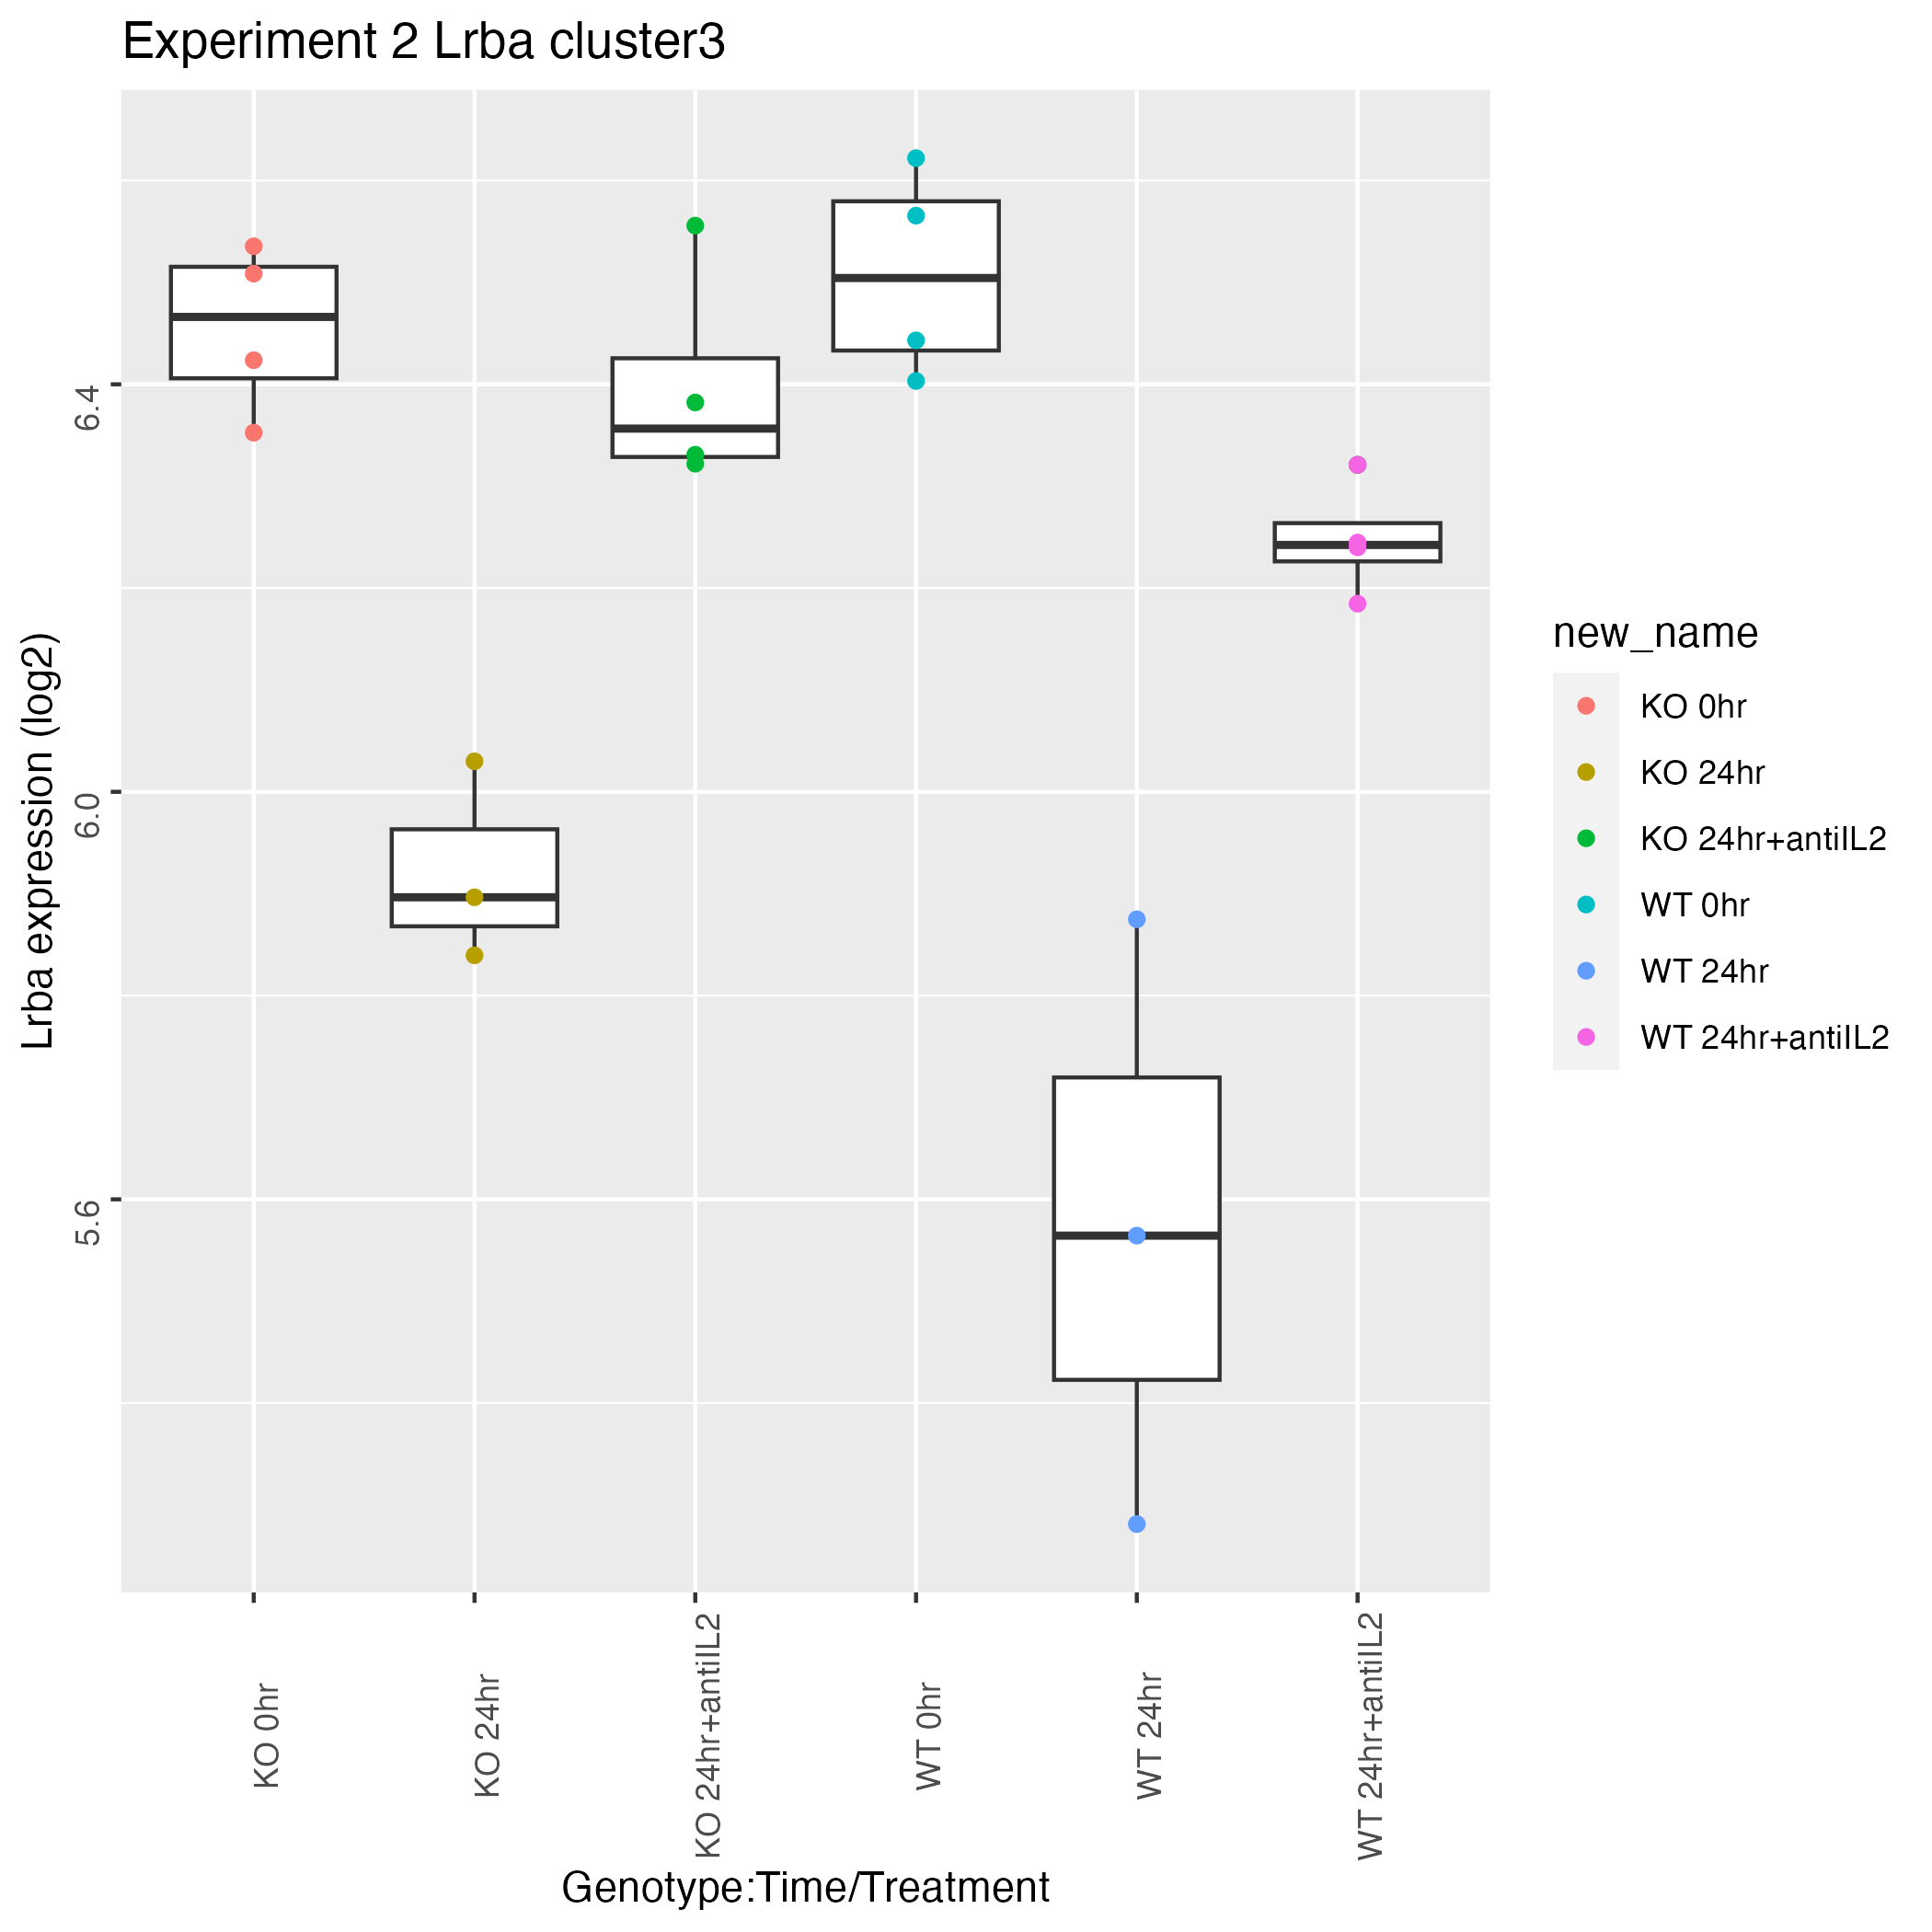 Experiment 2 Lrba cluster3
Lrba expression (log2)
6.4
6.0
5.6
KO 0hr
KO 24hr
KO 24hr+antiIL2
WT 0hr
WT 24hr
WT 24hr+antiIL2
Genotype:Time/Treatment
new_name
KO 0hr
KO 24hr
KO 24hr+antiIL2
WT 0hr
WT 24hr
WT 24hr+antiIL2